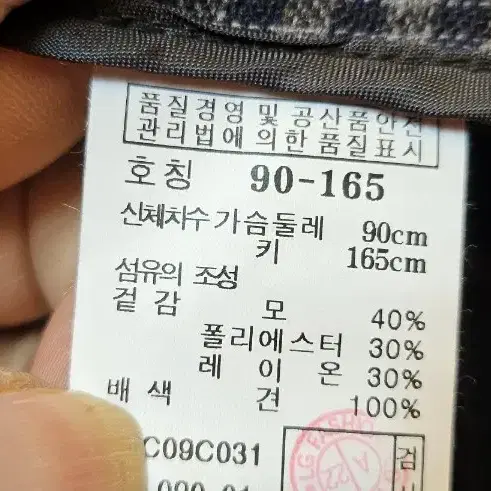 품질경영 및 공산품안전
관리법에 의한 품질표시
호칭 90-165
신체차수 가슴둘레 90cm
키 165cm
섬유의 조성
겉감 모 40%
폴리에스터 30%
레이온 30%
배색 견 100%
C09C031
검